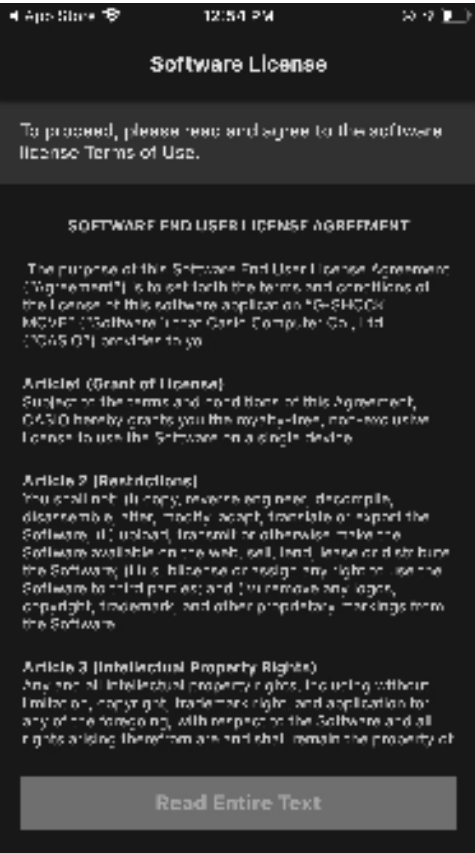 App Store
12:54 PM
Software License
To proceed, please read and agree to the software
license Terms of Use.
SOFTWARE END USER LICENSE AGREEMENT
The purpose of this Software End User License Agreement
("Agreement") is to set forth the terms and conditions of
the license of this software application "G-SHOCK
MOVE" ("Software") that Casio Computer Co., Ltd
("CASIO") provides to yo
Article1 (Grant of License)
Subject to the terms and conditions of this Agreement,
CASIO hereby grants you the royalty-free, non-exclusive
license to use the Software on a single device
Article 2 (Restrictions)
You shall not: (i) copy, reverse engineer, decompile,
disassemble, alter, modify, adapt, translate or export the
Software, (ii) upload, transmit or otherwise make the
Software available on the web, sell, lend, lease or distribute
the Software; (iii) sublicense or assign any right to use the
Software to third parties; and (iv) remove any logos,
copyright, trademark, and other proprietary markings from
the Software
Article 3 (Intellectual Property Rights)
Any and all intellectual property rights, including without
limitation, copyright, trademark right, and application for
any of the foregoing, with respect to the Software and all
rights arising therefrom are and shall remain the property of
Read Entire Text